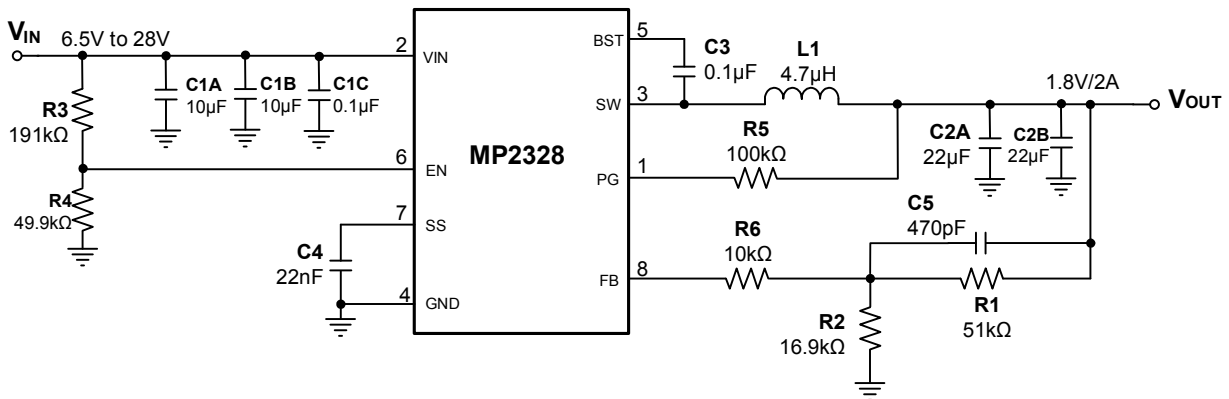 VIN
6.5V to 28V
R3
191kΩ
R4
49.9kΩ
C1A
10µF
C1B
10µF
C1C
0.1µF
2
VIN
6
EN
7
SS
C4
22nF
4
GND
MP2328
BST
5
C3
0.1µF
L1
4.7µH
SW
3
1.8V/2A
VOUT
R5
100kΩ
PG
1
C2A
22µF
C2B
22µF
C5
470pF
R6
10kΩ
FB
8
R2
16.9kΩ
R1
51kΩ